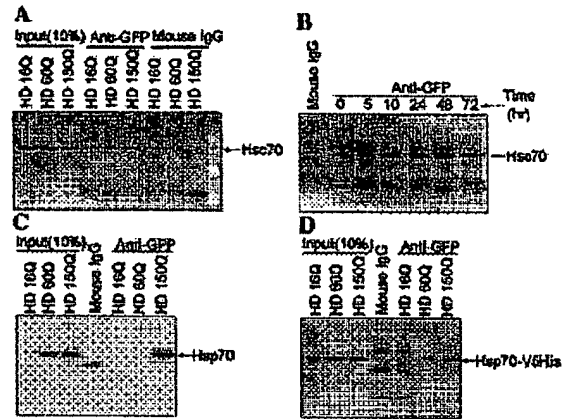 A
Input(10%) Anti-GFP Mouse IgG
HD 16Q HD 60Q HD 150Q HD 16Q HD 60Q HD 150Q HD 16Q HD 60Q HD 150Q
Hsc70
B
Mouse IgG
Anti-GFP
0 5 10 24 48 72 Time
(hr)
Hsc70
C
Input(10%) Anti-GFP
HD 16Q HD 60Q HD 150Q Mouse IgG HD 16Q HD 60Q HD 150Q
Hsp70
D
Input(10%) Anti-GFP
HD 16Q HD 60Q HD 150Q Mouse IgG HD 16Q HD 60Q HD 150Q
Hsp70-V5His